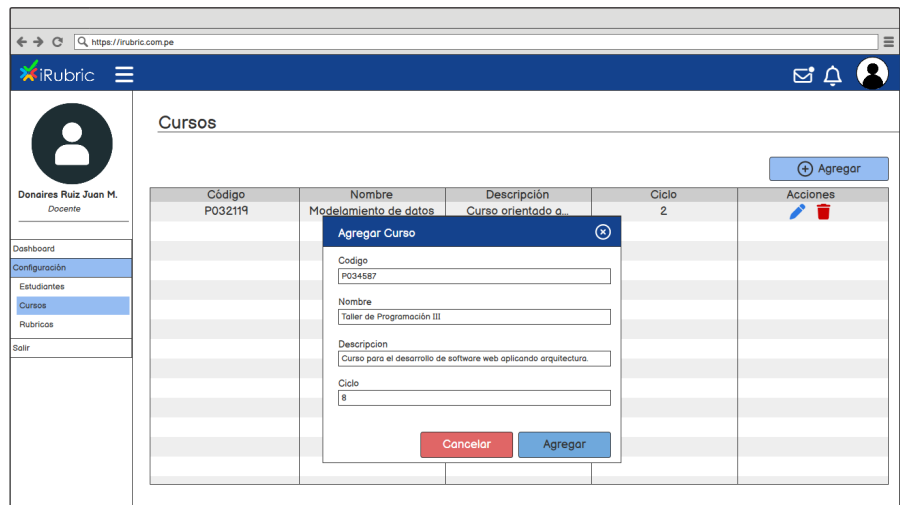 https://irubric.com.pe
iRubric
Donaires Ruiz Juan M.
Docente
Dashboard
Configuración
Estudiantes
Cursos
Rubricas
Salir
Cursos
Agregar
Código Nombre Descripción Ciclo Acciones
P032119 Modelamiento de datos Curso orientado a... 2
Agregar Curso
Codigo
P034587
Nombre
Taller de Programación III
Descripcion
Curso para el desarrollo de software web aplicando arquitectura.
Ciclo
8
Cancelar Agregar